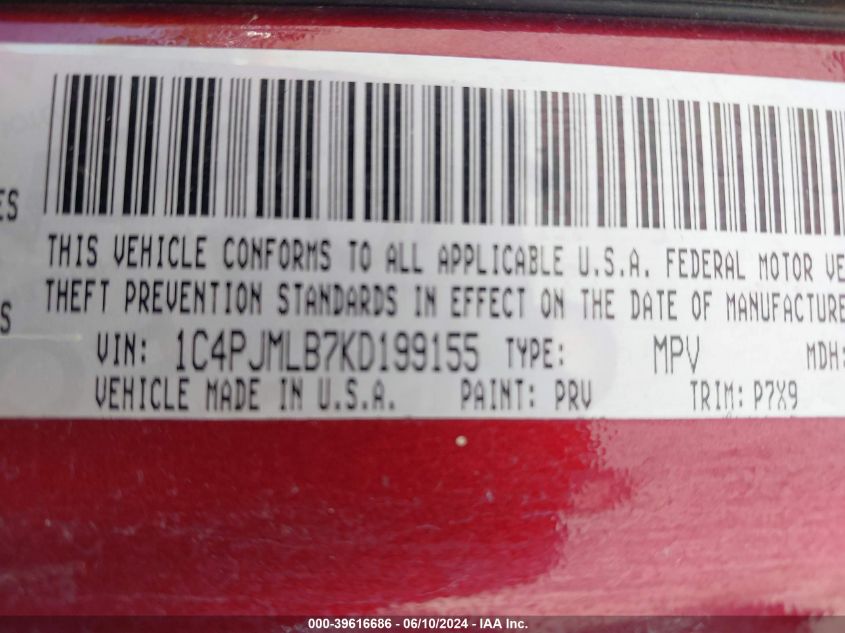 ES
THIS VEHICLE CONFORMS TO ALL APPLICABLE U.S.A. FEDERAL MOTOR VE
THEFT PREVENTION STANDARDS IN EFFECT ON THE DATE OF MANUFACTURE
S
VIN: 1C4PJMLB7KD199155 TYPE: MPV MDH:
VEHICLE MADE IN U.S.A. PAINT: PRV TRIM: P7X9
000-39616686 - 06/10/2024 - IAA Inc.